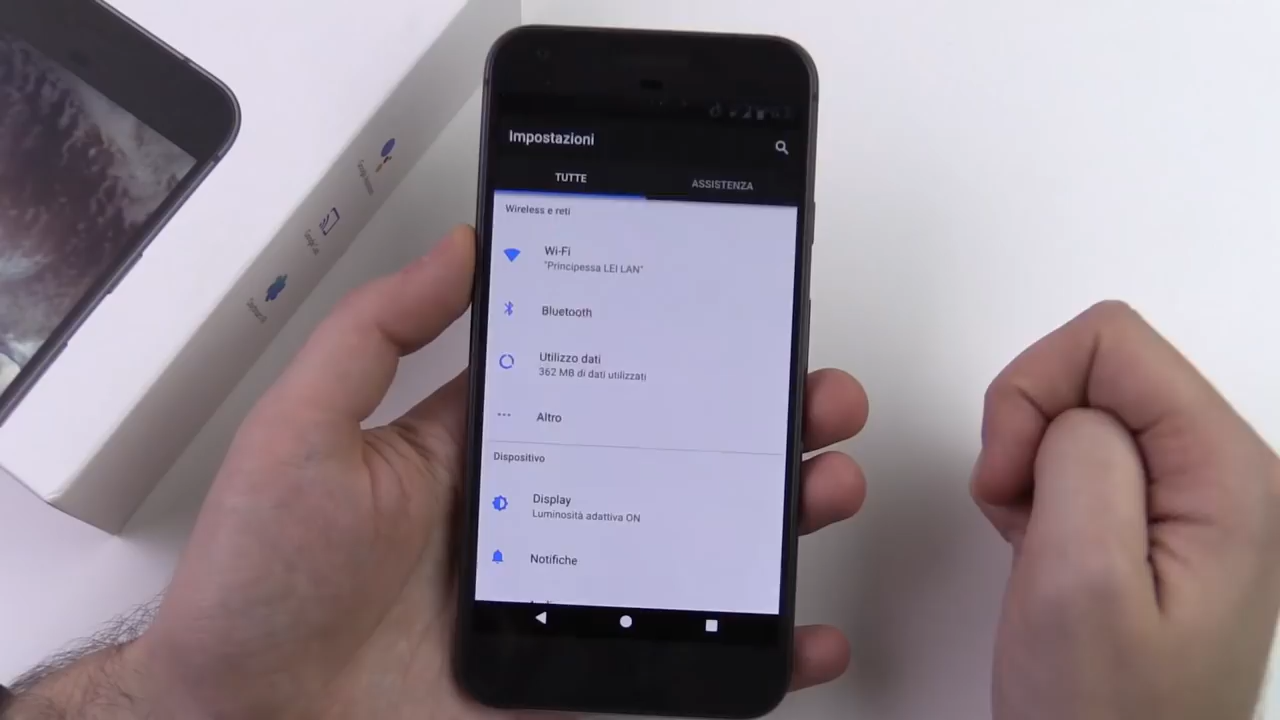 Impostazioni
TUTTE
ASSISTENZA
Wireless e reti
Wi-Fi
"Principessa LEI LAN"
Bluetooth
Utilizzo dati
362 MB di dati utilizzati
Altro
Dispositivo
Display
Luminosità adattiva ON
Notifiche